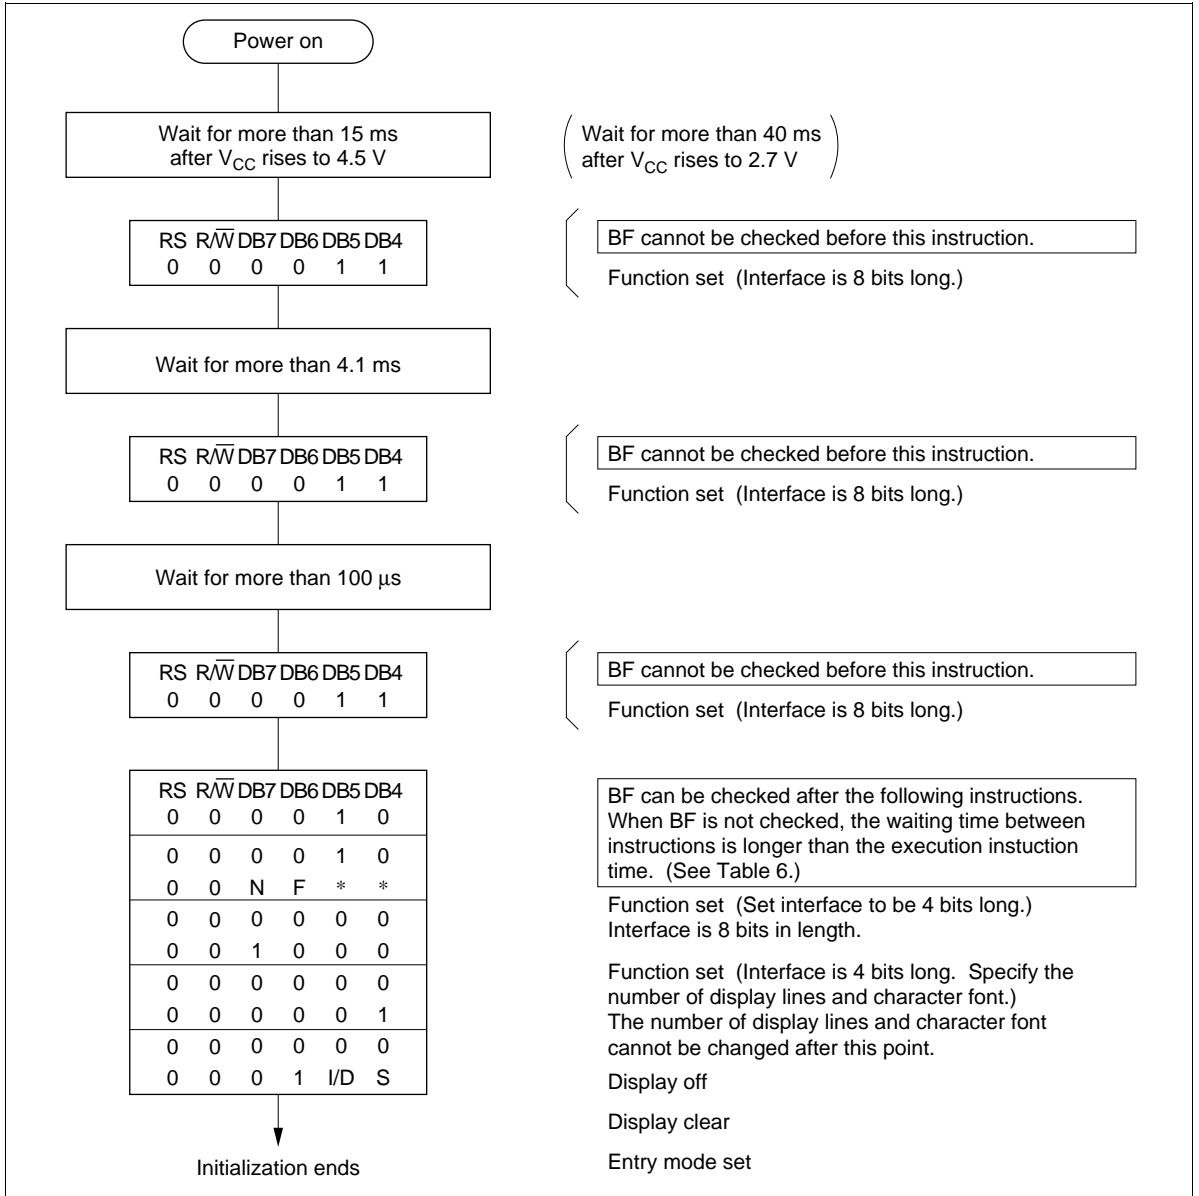 Power on
Wait for more than 15 ms
after VCC rises to 4.5 V
Wait for more than 40 ms
after VCC rises to 2.7 V
RS R/W̅ DB7 DB6 DB5 DB4
0 0 0 0 1 1
BF cannot be checked before this instruction.
Function set (Interface is 8 bits long.)
Wait for more than 4.1 ms
RS R/W̅ DB7 DB6 DB5 DB4
0 0 0 0 1 1
BF cannot be checked before this instruction.
Function set (Interface is 8 bits long.)
Wait for more than 100 µs
RS R/W̅ DB7 DB6 DB5 DB4
0 0 0 0 1 1
BF cannot be checked before this instruction.
Function set (Interface is 8 bits long.)
RS R/W̅ DB7 DB6 DB5 DB4
0 0 0 0 1 0
0 0 0 0 1 0
0 0 N F * *
0 0 0 0 0 0
0 0 1 0 0 0
0 0 0 0 0 0
0 0 0 0 0 1
0 0 0 0 0 0
0 0 0 1 I/D S
BF can be checked after the following instructions.
When BF is not checked, the waiting time between
instructions is longer than the execution instuction
time. (See Table 6.)
Function set (Set interface to be 4 bits long.)
Interface is 8 bits in length.
Function set (Interface is 4 bits long. Specify the
number of display lines and character font.)
The number of display lines and character font
cannot be changed after this point.
Display off
Display clear
Entry mode set
Initialization ends